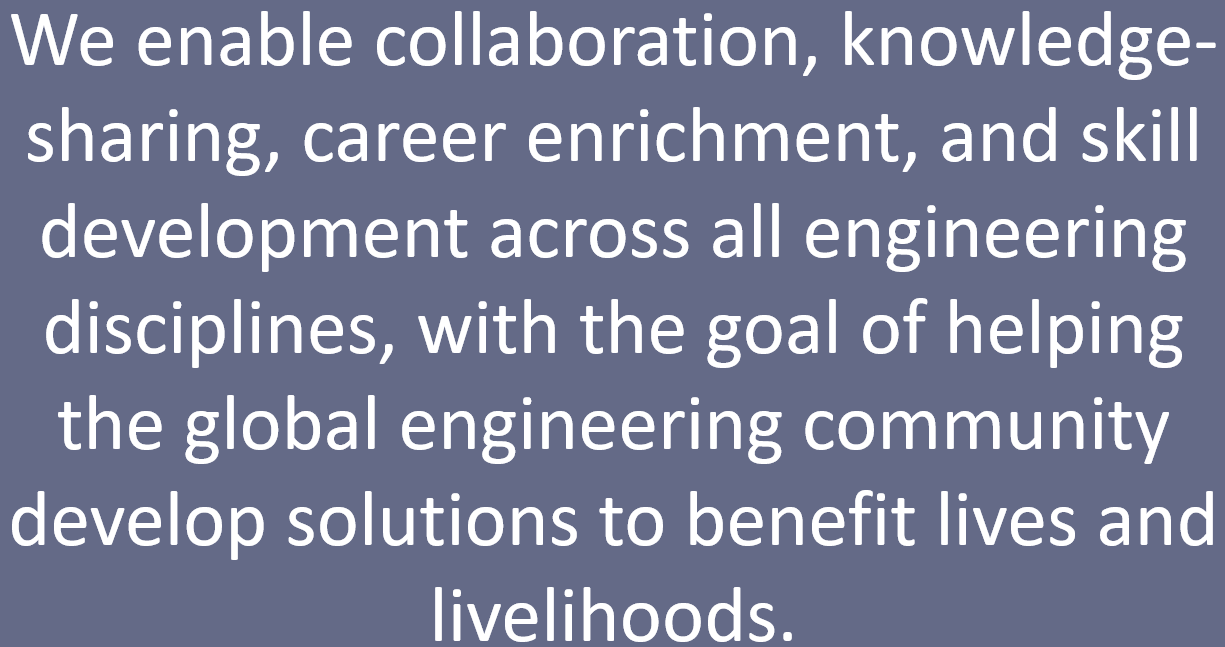 We enable collaboration, knowledge-
sharing, career enrichment, and skill
development across all engineering
disciplines, with the goal of helping
the global engineering community
develop solutions to benefit lives and
livelihoods.